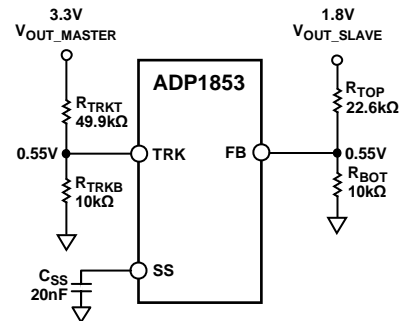 3.3V
VOUT_MASTER
1.8V
VOUT_SLAVE
ADP1853
RTRKT
49.9kΩ
RTOP
22.6kΩ
0.55V
TRK
FB
0.55V
RTRKB
10kΩ
RBOT
10kΩ
SS
CSS
20nF